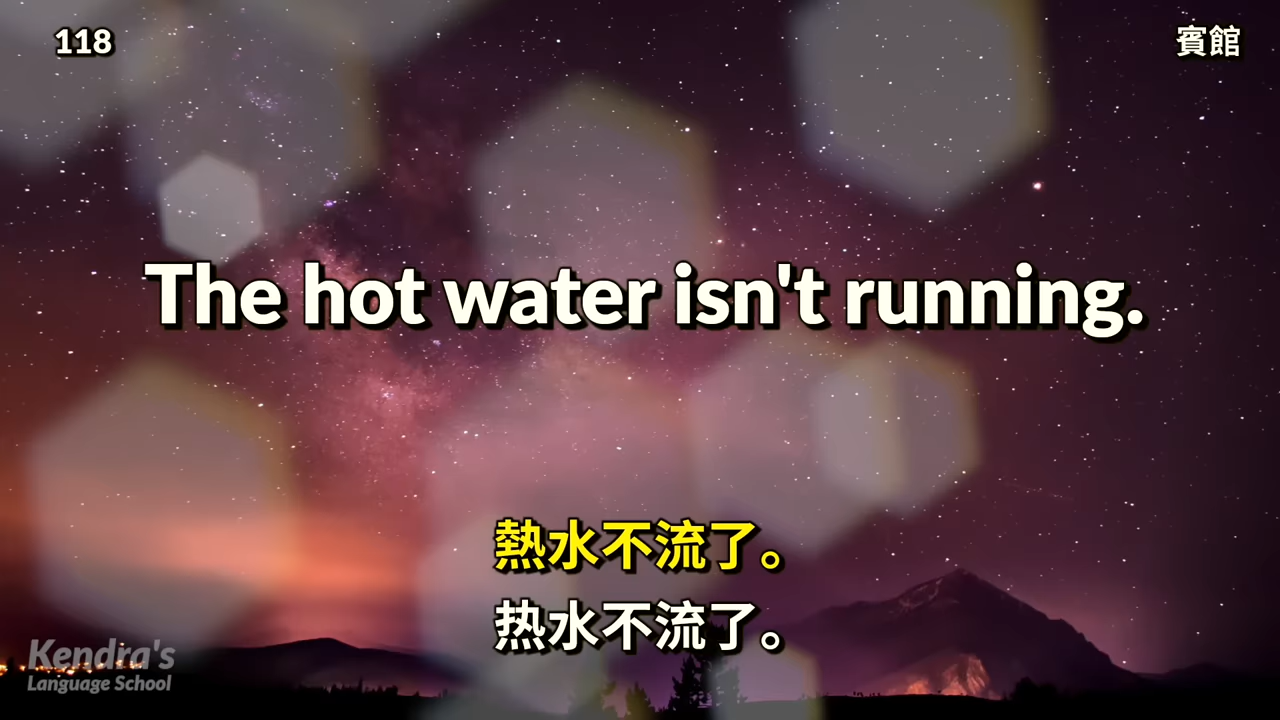 118
賓館
The hot water isn't running.
熱水不流了。
热水不流了。
Kendra's
Language School